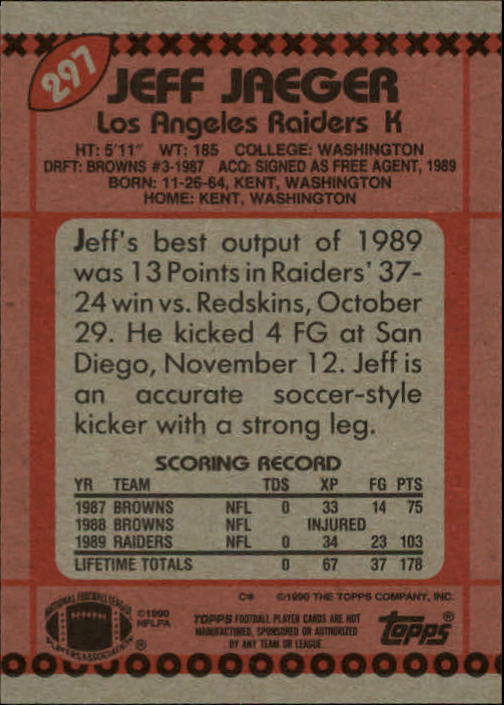 297
JEFF JAEGER
Los Angeles Raiders K
HT: 5'11" WT: 185 COLLEGE: WASHINGTON
DRFT: BROWNS #3-1987 ACQ: SIGNED AS FREE AGENT, 1989
BORN: 11-26-64, KENT, WASHINGTON
HOME: KENT, WASHINGTON
Jeff's best output of 1989
was 13 Points in Raiders' 37-
24 win vs. Redskins, October
29. He kicked 4 FG at San
Diego, November 12. Jeff is
an accurate soccer-style
kicker with a strong leg.
SCORING RECORD
YR TEAM TDS XP FG PTS
1987 BROWNS NFL 0 33 14 75
1988 BROWNS NFL INJURED
1989 RAIDERS NFL 0 34 23 103
LIFETIME TOTALS 0 67 37 178
C* ©1990 THE TOPPS COMPANY, INC.
NATIONAL FOOTBALL LEAGUE
PLAYERS ASSOCIATION
®
©1990
NFLPA
TOPPS FOOTBALL PLAYER CARDS ARE NOT
MANUFACTURED, SPONSORED OR AUTHORIZED
BY ANY TEAM OR LEAGUE.
topps®